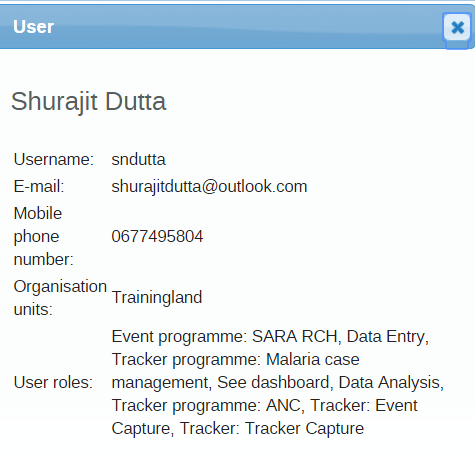 User
Shurajit Dutta
Username: sndutta
E-mail: shurajitdutta@outlook.com
Mobile
phone 0677495804
number:
Organisation Trainingland
units:
Event programme: SARA RCH, Data Entry,
Tracker programme: Malaria case
User roles: management, See dashboard, Data Analysis,
Tracker programme: ANC, Tracker: Event
Capture, Tracker: Tracker Capture